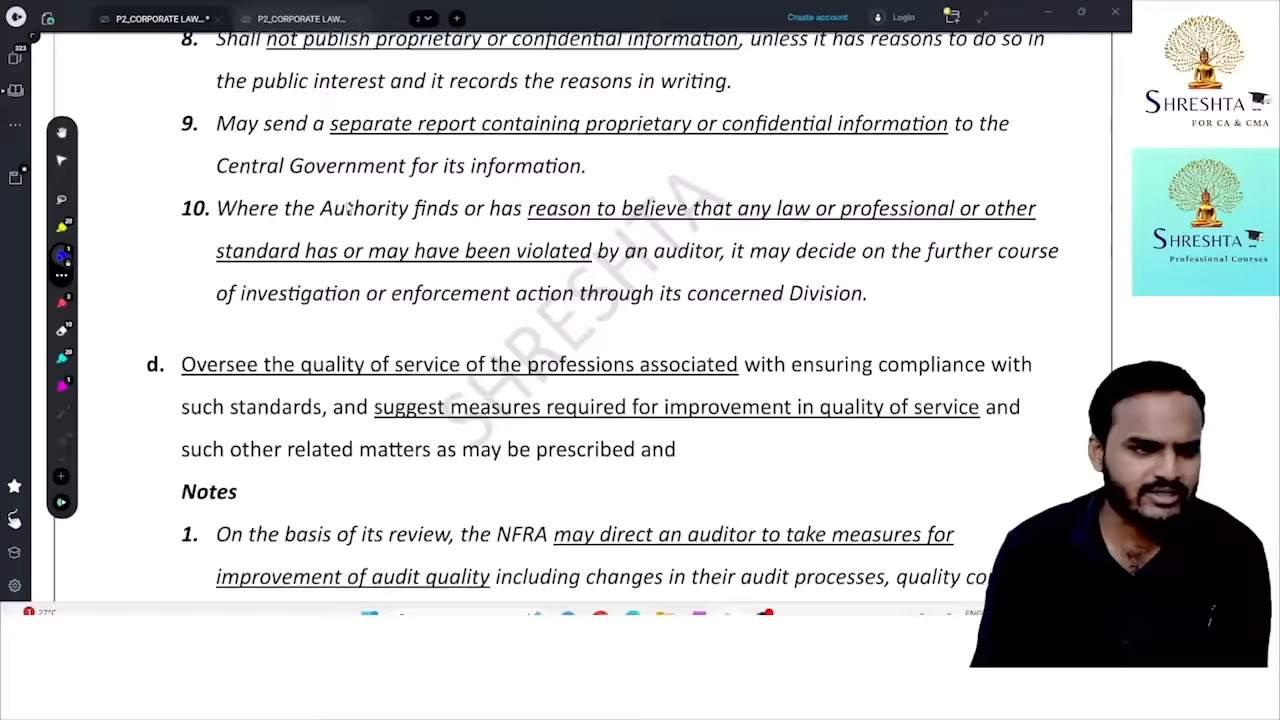 P2_CORPORATE LAW...* P2_CORPORATE LAW... 2 Create account Login
323
8. Shall not publish proprietary or confidential information, unless it has reasons to do so in
the public interest and it records the reasons in writing.
9. May send a separate report containing proprietary or confidential information to the
Central Government for its information.
10. Where the Authority finds or has reason to believe that any law or professional or other
standard has or may have been violated by an auditor, it may decide on the further course
of investigation or enforcement action through its concerned Division.
d. Oversee the quality of service of the professions associated with ensuring compliance with
such standards, and suggest measures required for improvement in quality of service and
such other related matters as may be prescribed and
Notes
1. On the basis of its review, the NFRA may direct an auditor to take measures for
improvement of audit quality including changes in their audit processes, quality
SHRESHTA
27°C
SHRESHTA
FOR CA & CMA
SHRESHTA
Professional Courses